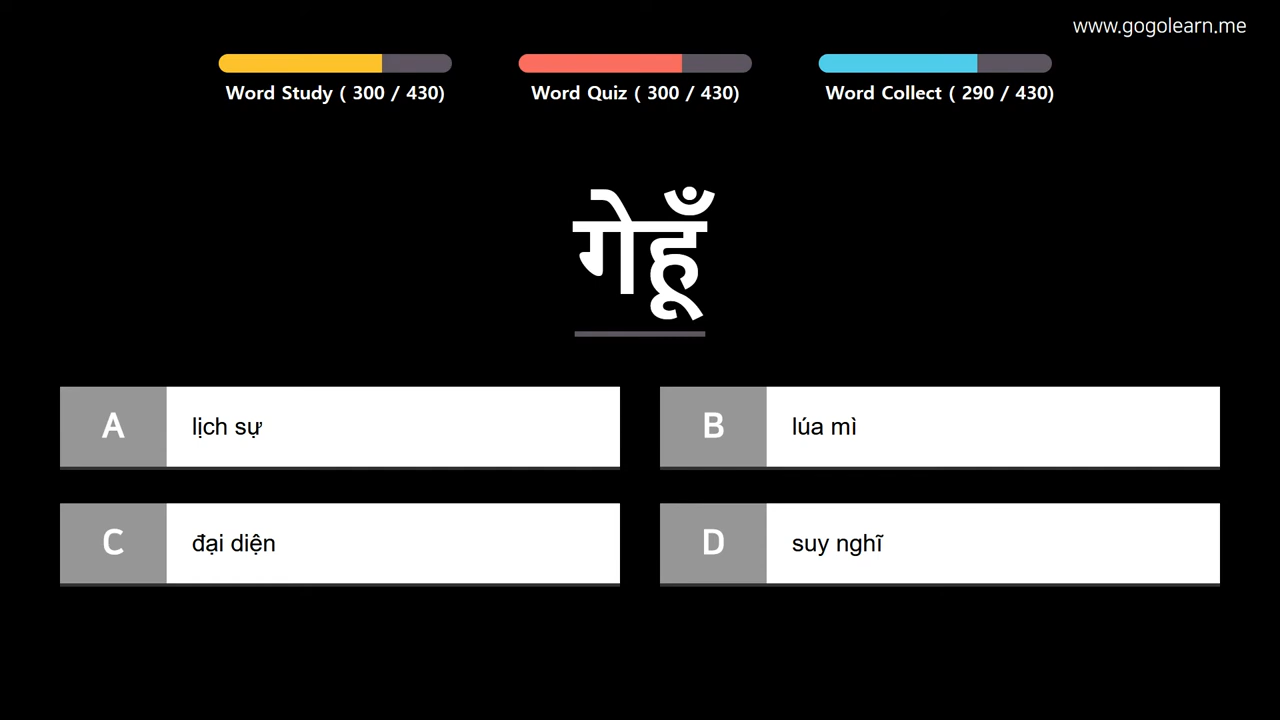 www.gogolearn.me
Word Study ( 300 / 430)
Word Quiz ( 300 / 430)
Word Collect ( 290 / 430)
गेहूँ
A lịch sự
B lúa mì
C đại diện
D suy nghĩ